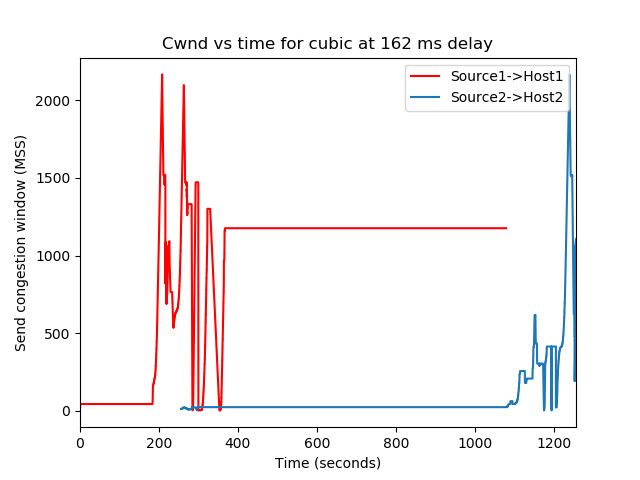 Cwnd vs time for cubic at 162 ms delay
Source1->Host1
Source2->Host2
Send congestion window (MSS)
2000
1500
1000
500
0
0 200 400 600 800 1000 1200
Time (seconds)